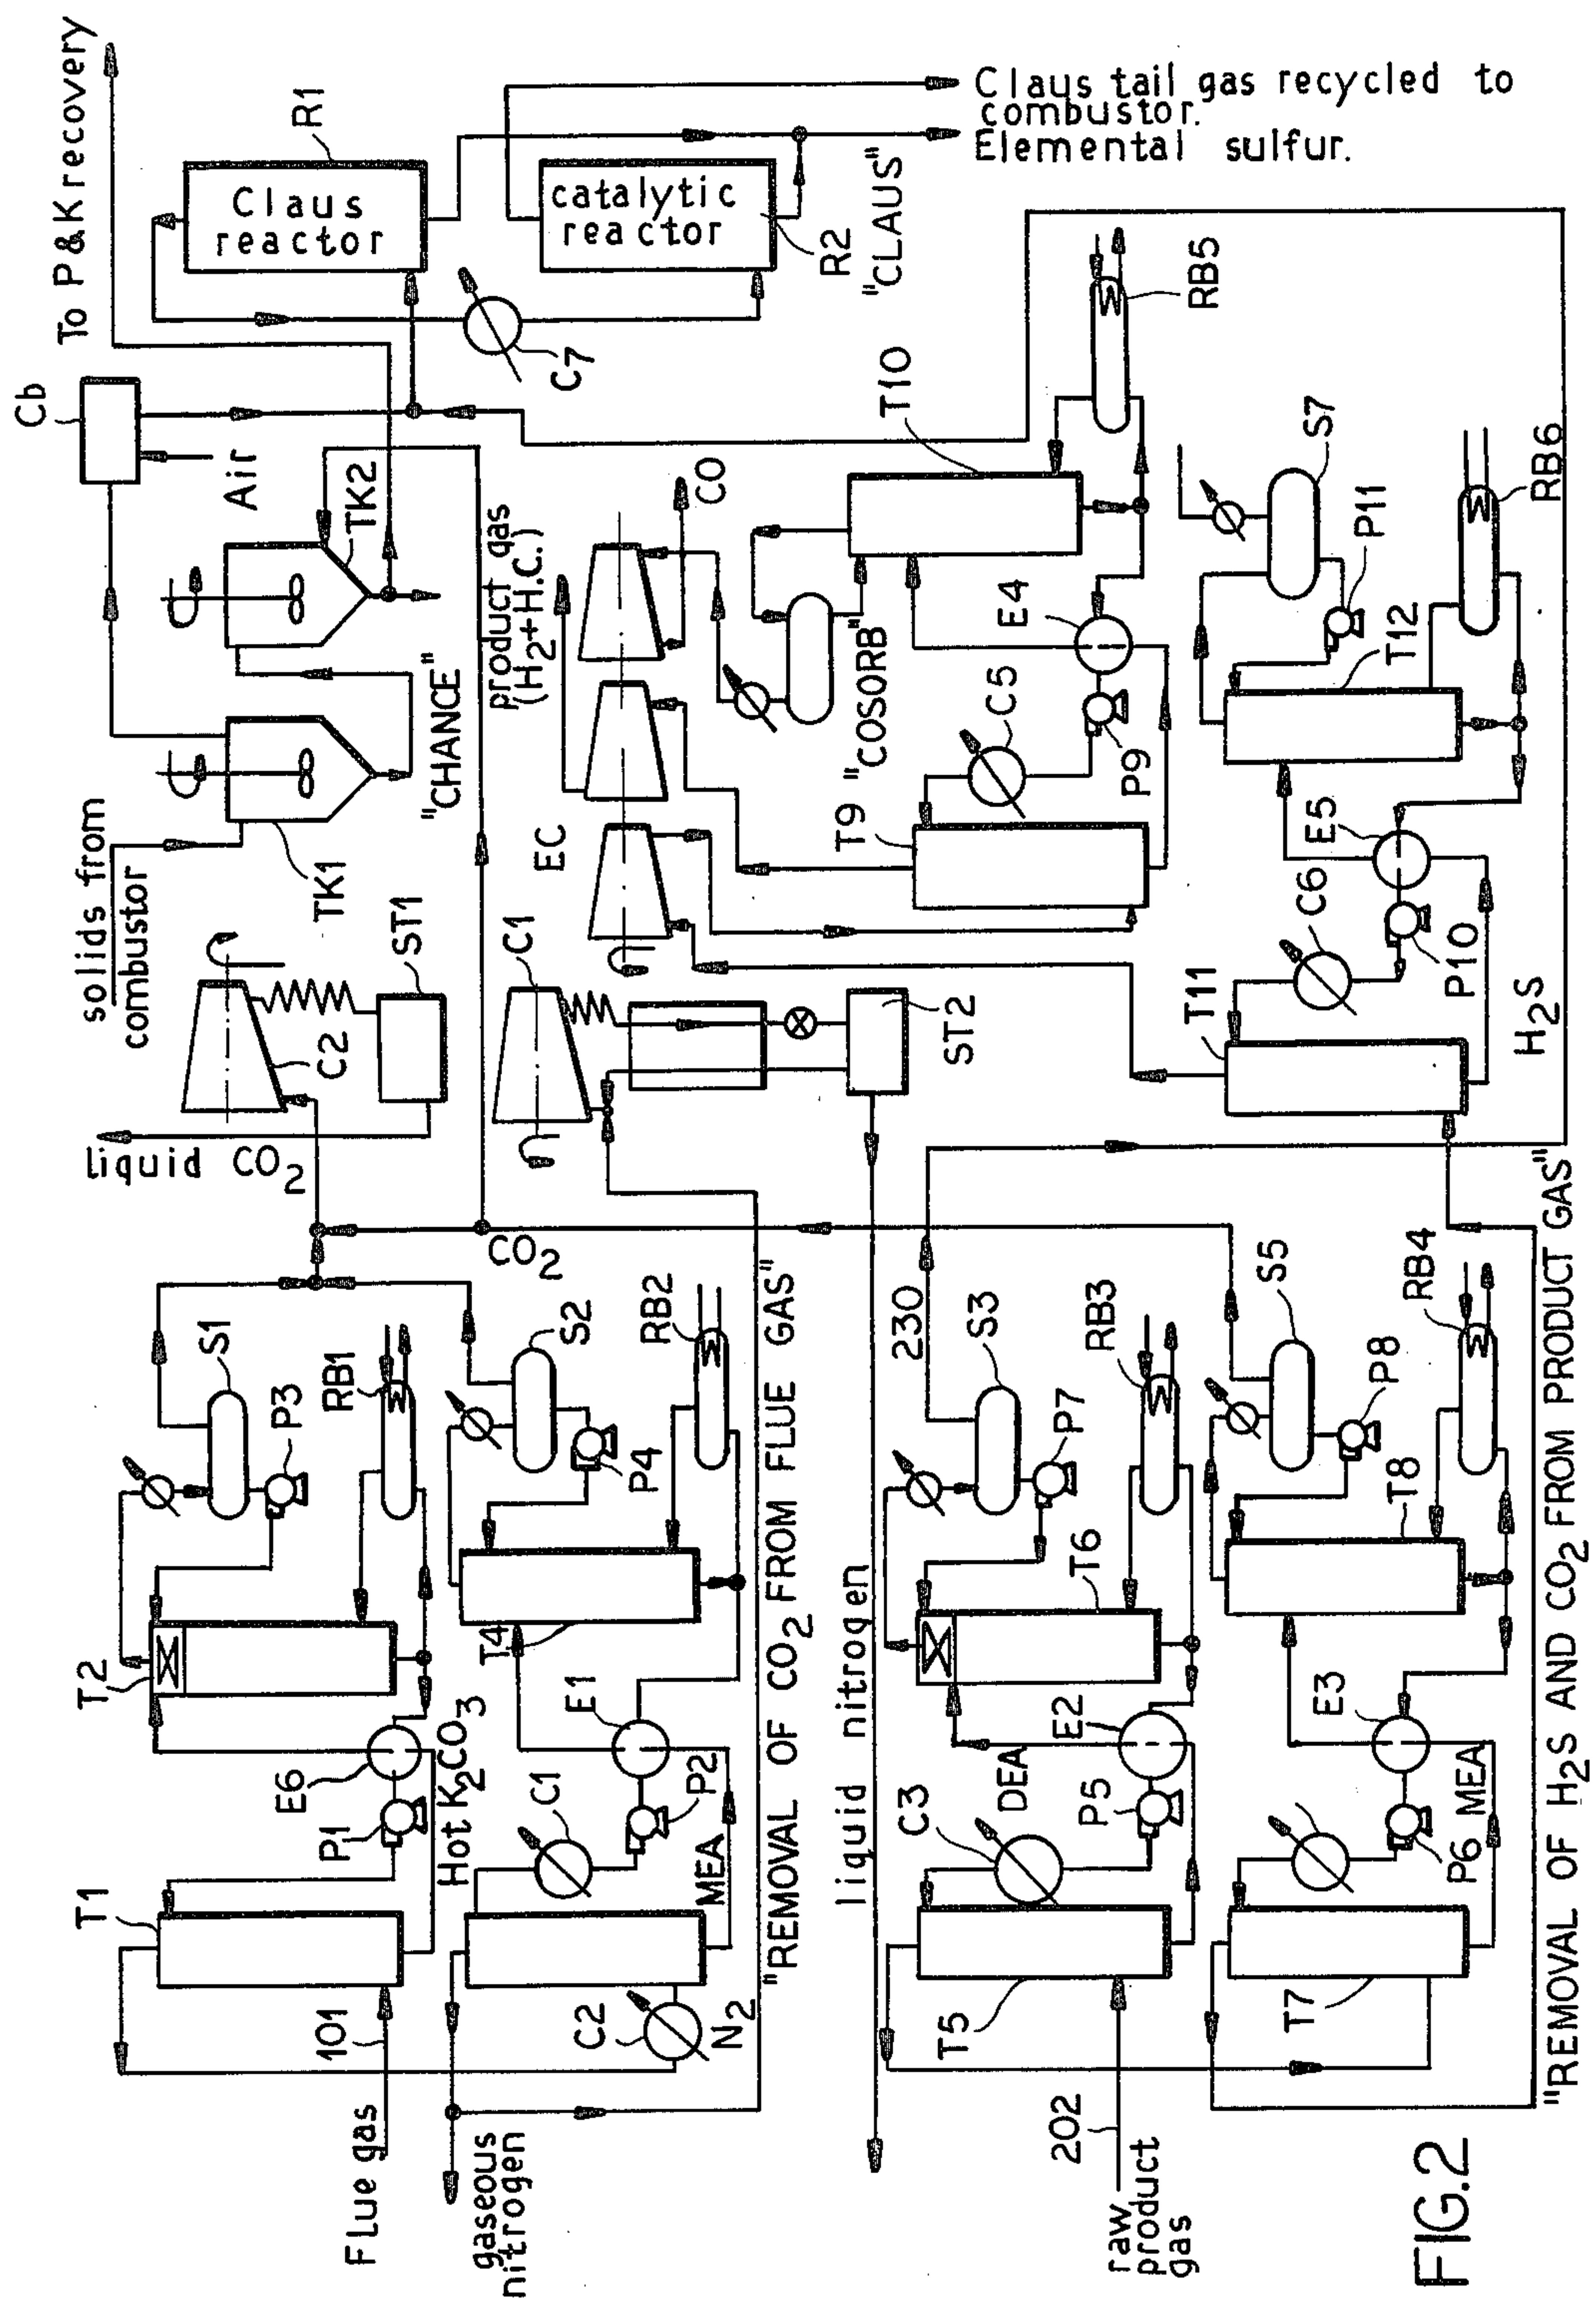 To P & K recovery
R1
Claus
reactor
catalytic
reactor
R2
"CLAUS"
Claus tail gas recycled to
combustor.
Elemental sulfur.
C7
Cb
Air
TK2
TK1
"CHANCE"
solids from
combustor
C2
ST1
Liquid CO2
product gas
(H2+H.C.)
CO
EC
C1
ST2
"COSORB"
T10
RB5
E4
C5
P9
T9
S7
P11
RB6
T12
E5
C6
P10
T11
H2S
CO2
S1
P3
RB1
T2
E6
P1
Hot K2CO3
T1
101
Flue gas
S2
P4
RB2
T4
E1
C1
P2
MEA
C2
N2
gaseous
nitrogen
"REMOVAL OF CO2 FROM FLUE GAS"
liquid nitrogen
230
S3
P7
RB3
T6
E2
DEA
P5
C3
T5
202
raw
product
gas
S5
P8
RB4
T8
E3
MEA
P6
T7
"REMOVAL OF H2S AND CO2 FROM PRODUCT GAS"
FIG.2